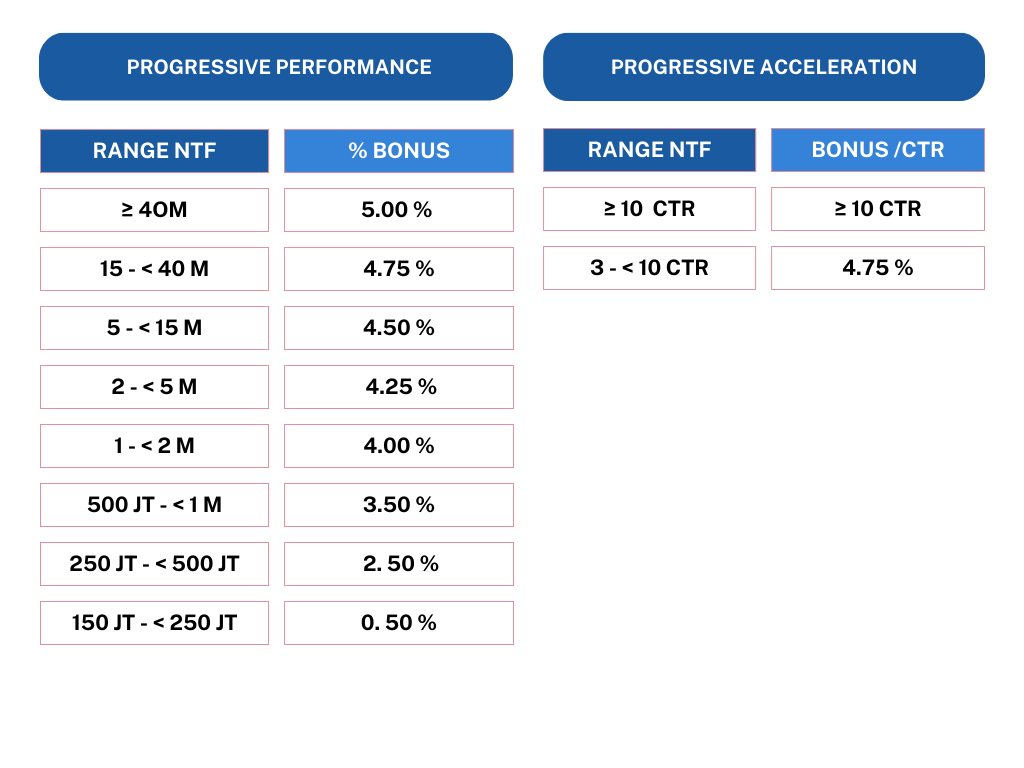 PROGRESSIVE PERFORMANCE
RANGE NTF % BONUS
≥ 4OM 5.00 %
15 - < 40 M 4.75 %
5 - < 15 M 4.50 %
2 - < 5 M 4.25 %
1 - < 2 M 4.00 %
500 JT - < 1 M 3.50 %
250 JT - < 500 JT 2. 50 %
150 JT - < 250 JT 0. 50 %
PROGRESSIVE ACCELERATION
RANGE NTF BONUS /CTR
≥ 10 CTR ≥ 10 CTR
3 - < 10 CTR 4.75 %